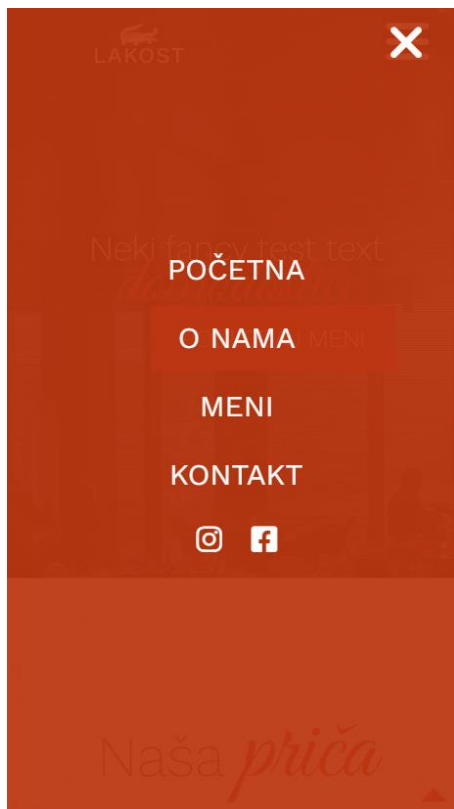 LAKOST
Neki fancy test text
POČETNA
O NAMA
MENI
MENI
KONTAKT
Naša priča